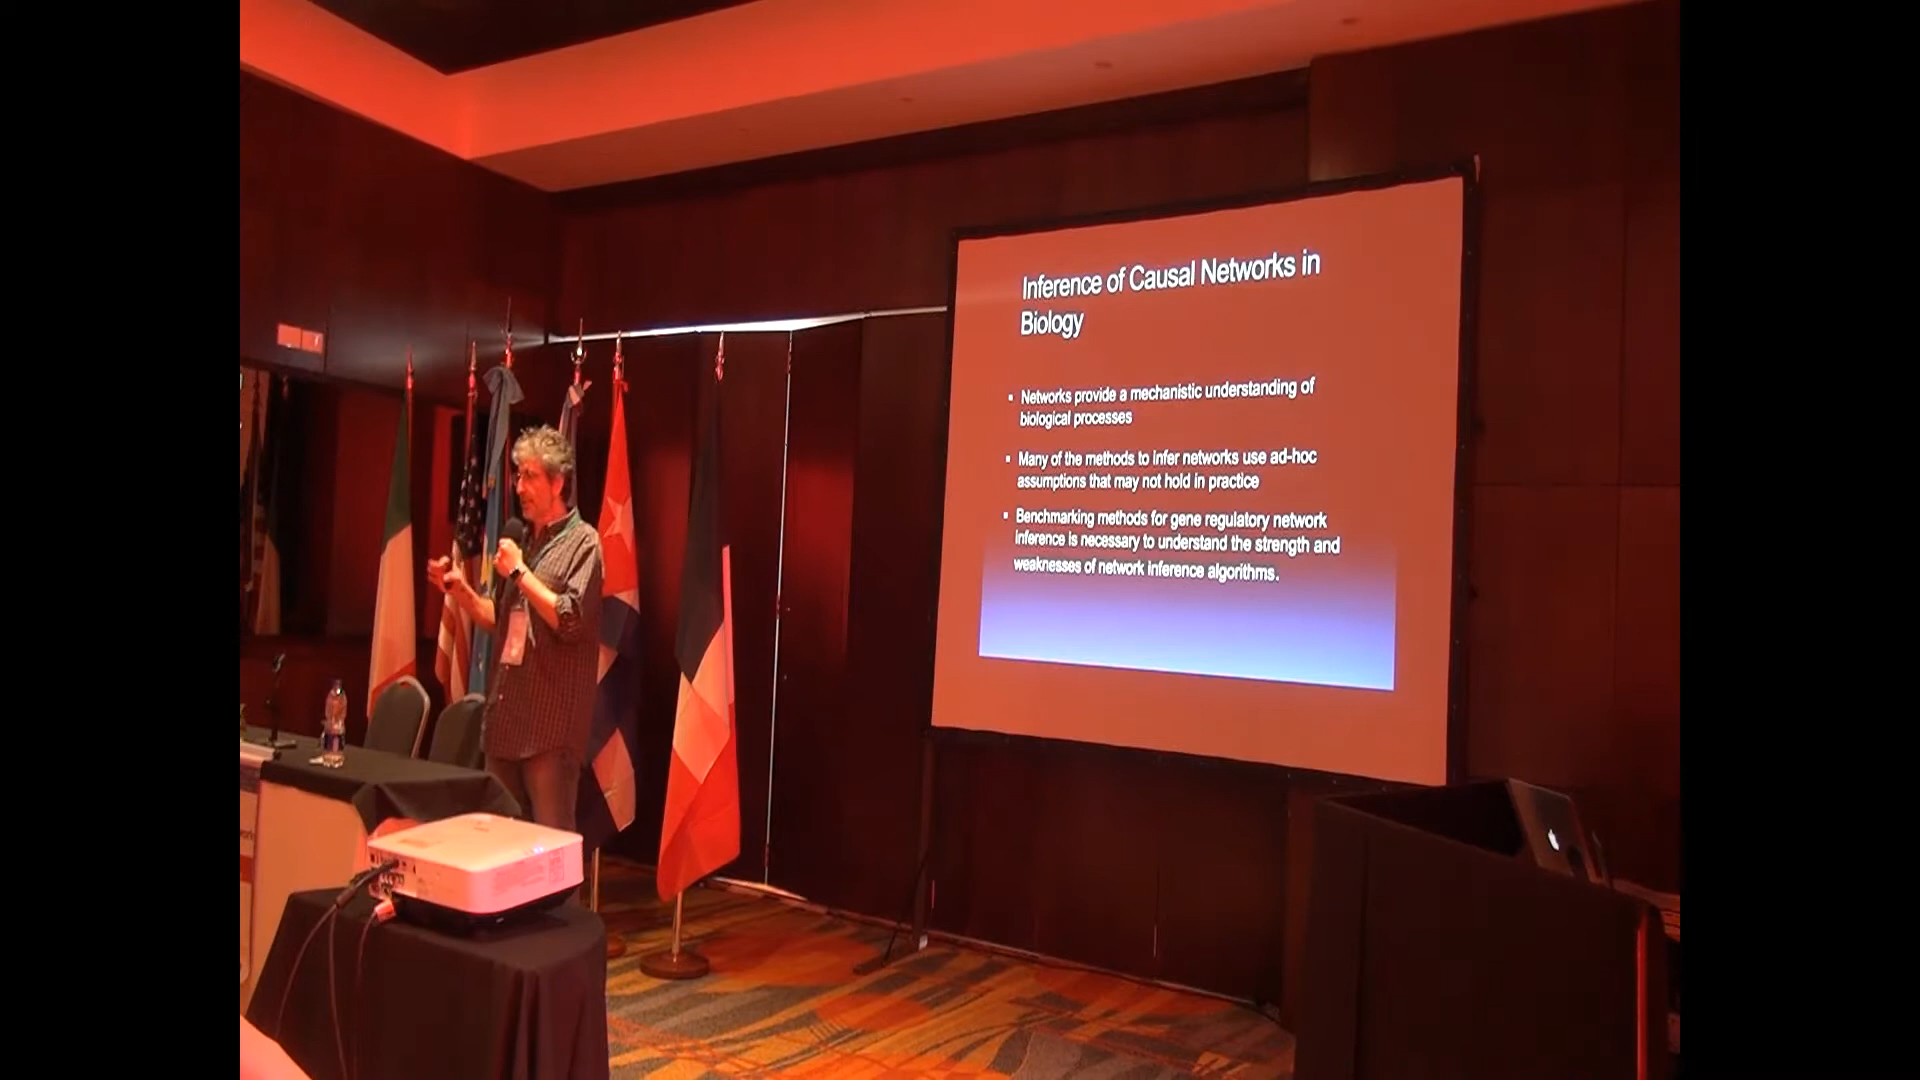 Inference of Causal Networks in
Biology
▪ Networks provide a mechanistic understanding of
biological processes
▪ Many of the methods to infer networks use ad-hoc
assumptions that may not hold in practice
▪ Benchmarking methods for gene regulatory network
inference is necessary to understand the strength and
weaknesses of network inference algorithms.